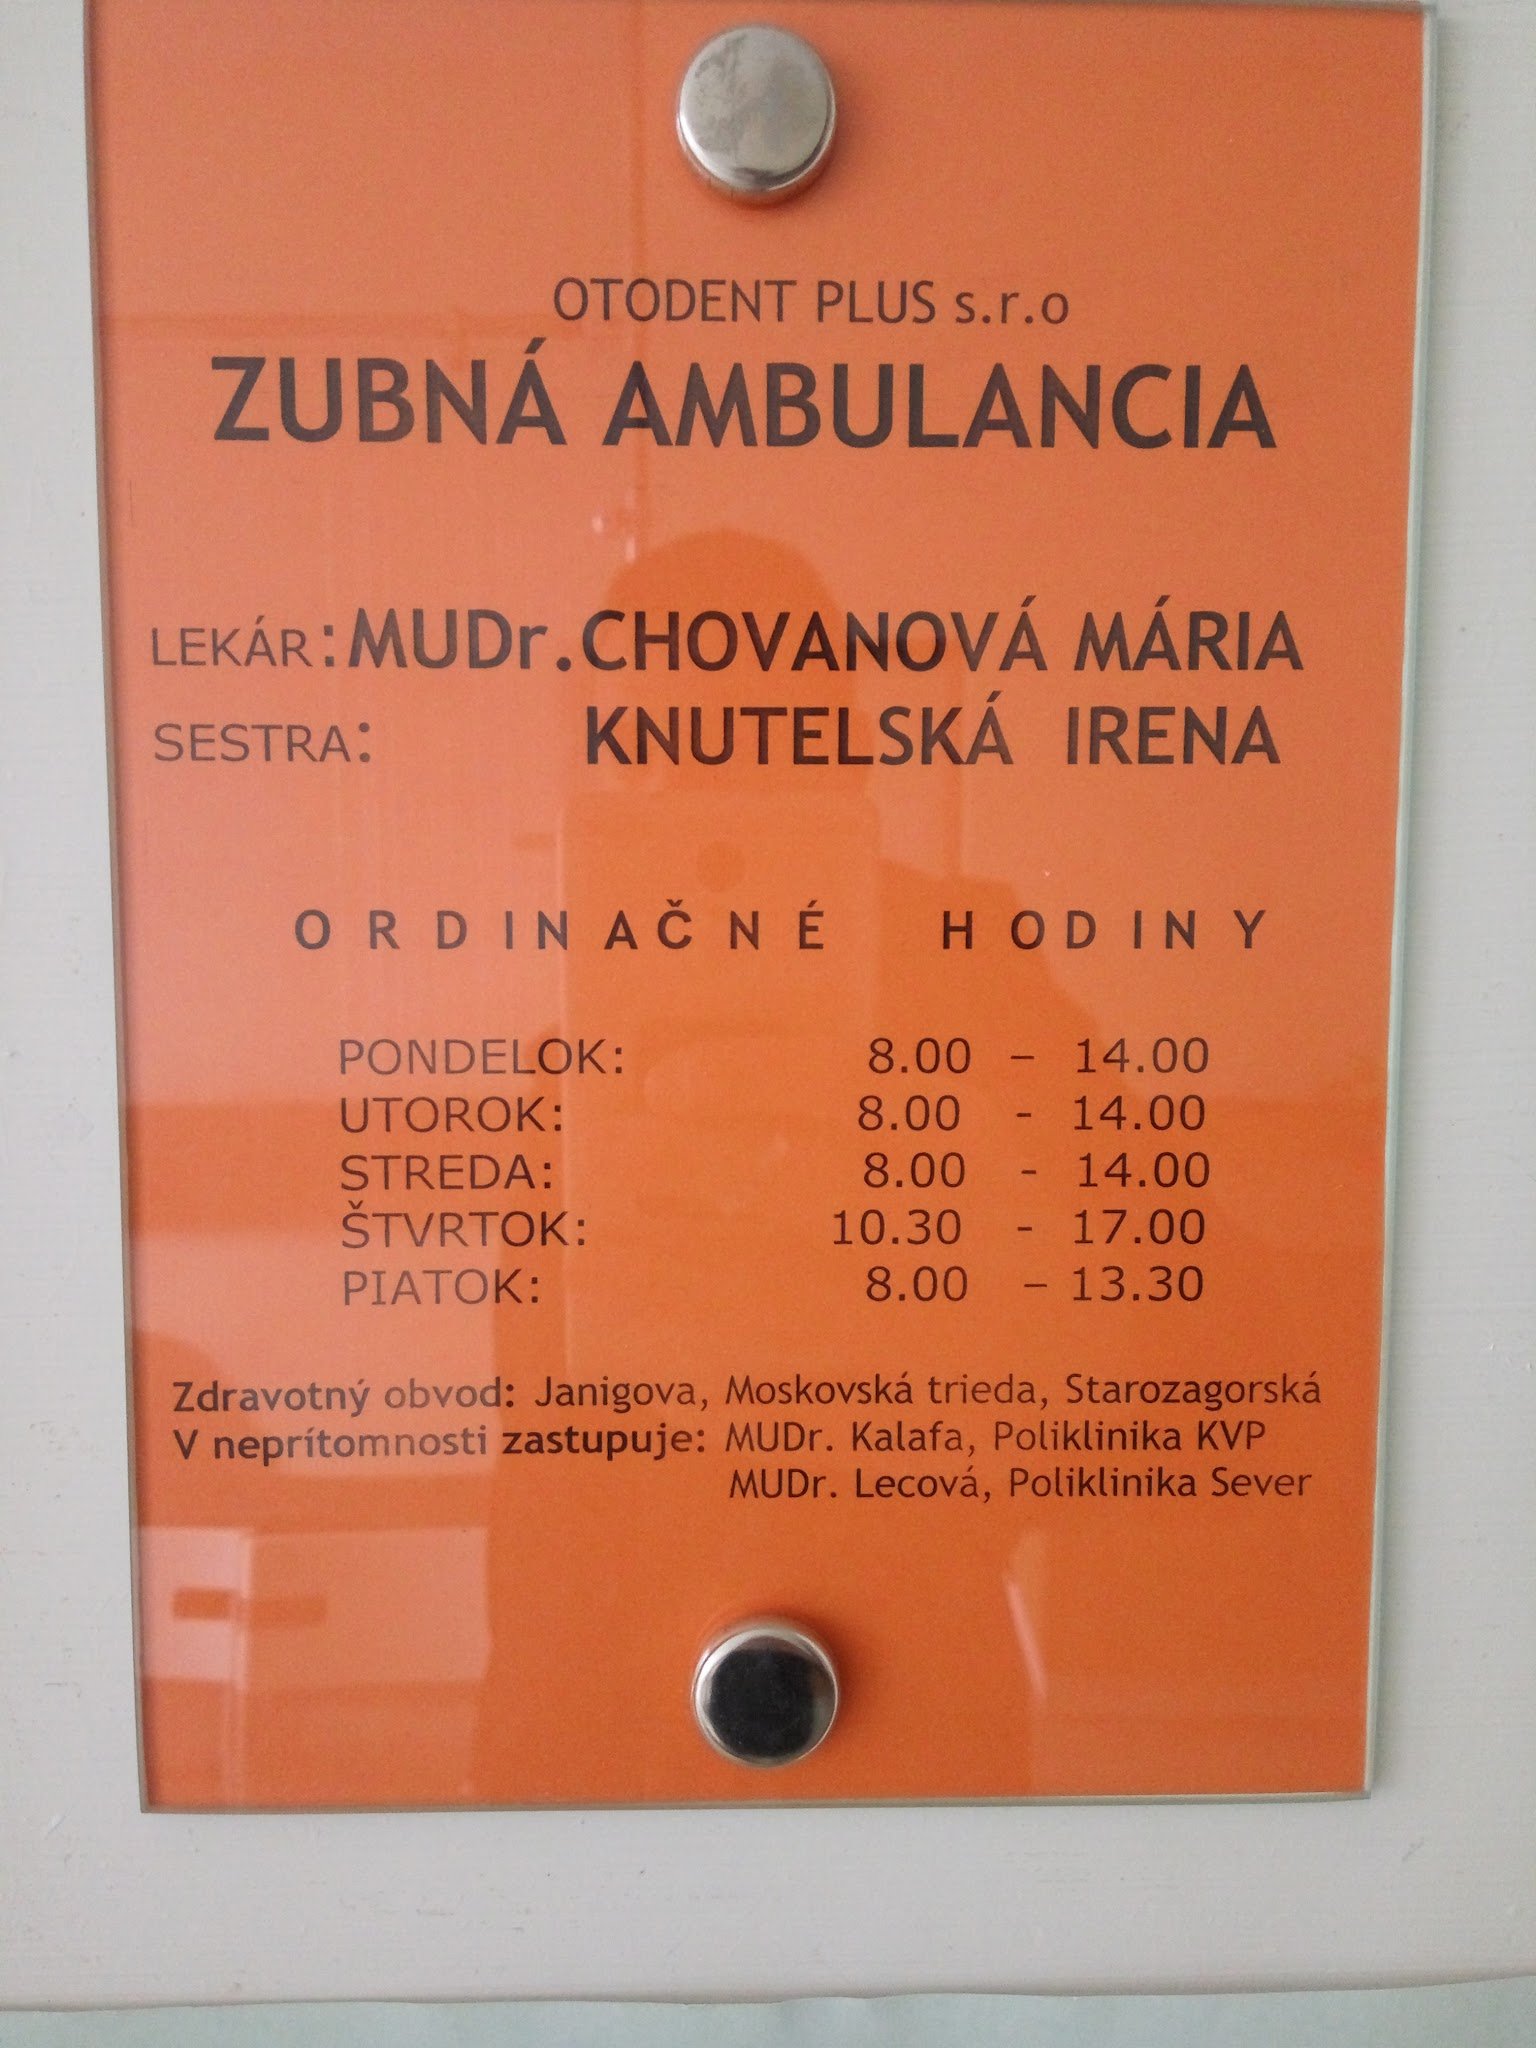 OTODENT PLUS s.r.o
ZUBNÁ AMBULANCIA
LEKÁR: MUDr. CHOVANOVÁ MÁRIA
SESTRA: KNUTELSKÁ IRENA
ORDINAČNÉ HODINY
PONDELOK: 8.00 – 14.00
UTOROK: 8.00 - 14.00
STREDA: 8.00 - 14.00
ŠTVRTOK: 10.30 - 17.00
PIATOK: 8.00 – 13.30
Zdravotný obvod: Janigova, Moskovská trieda, Starozagorská
V neprítomnosti zastupuje: MUDr. Kalafa, Poliklinika KVP
MUDr. Lecová, Poliklinika Sever